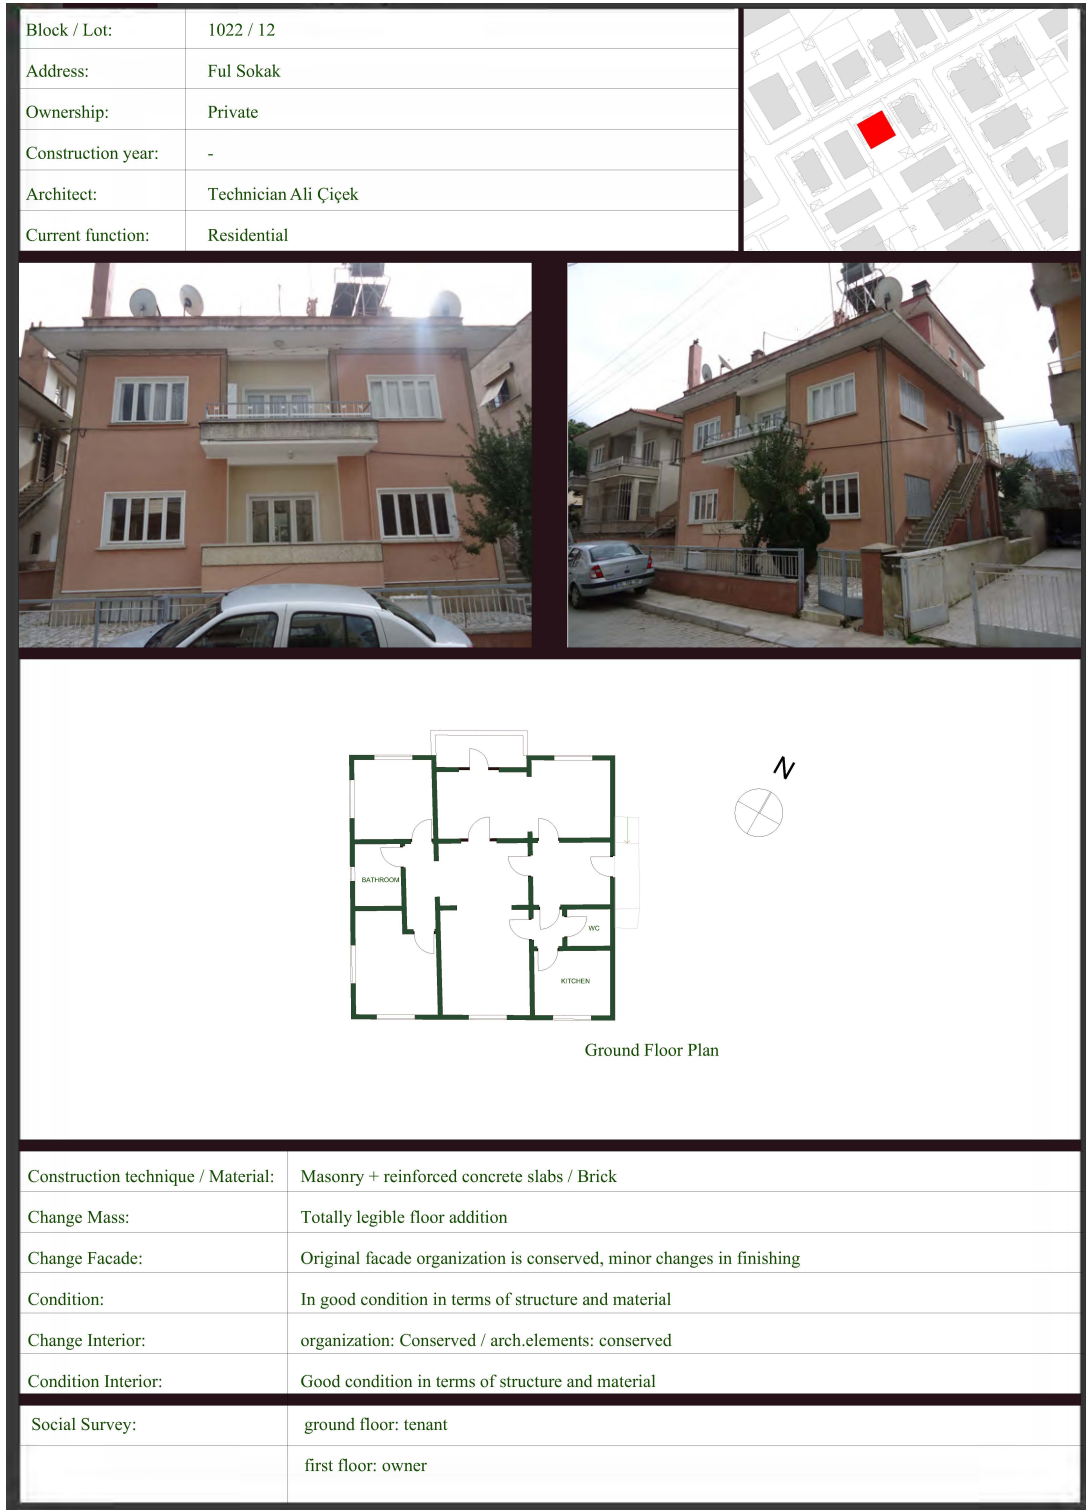 Block / Lot: 1022 / 12
Address: Ful Sokak
Ownership: Private
Construction year: -
Architect: Technician Ali Çiçek
Current function: Residential
N
BATHROOM
WC
KITCHEN
Ground Floor Plan
Construction technique / Material: Masonry + reinforced concrete slabs / Brick
Change Mass: Totally legible floor addition
Change Facade: Original facade organization is conserved, minor changes in finishing
Condition: In good condition in terms of structure and material
Change Interior: organization: Conserved / arch.elements: conserved
Condition Interior: Good condition in terms of structure and material
Social Survey: ground floor: tenant
first floor: owner